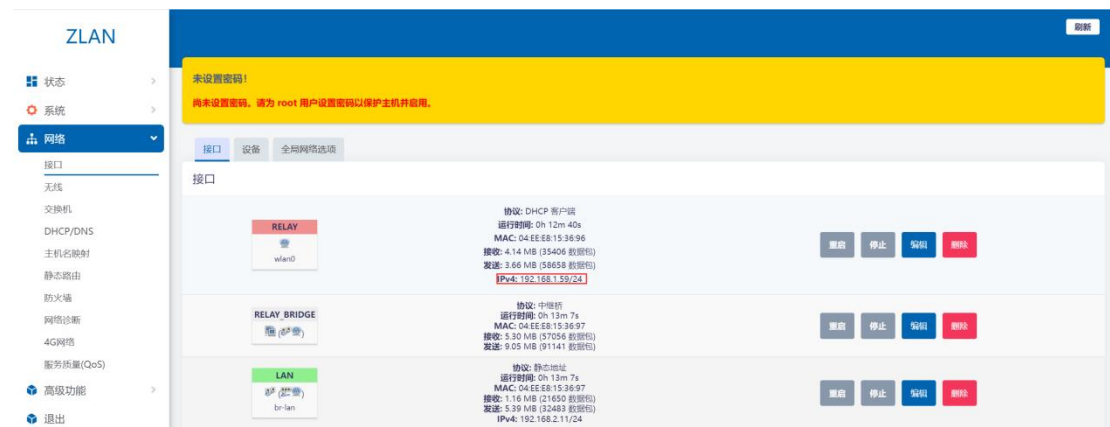 ZLAN
刷新
状态
系统
网络
接口
无线
交换机
DHCP/DNS
主机名映射
静态路由
防火墙
网络诊断
4G网络
服务质量(QoS)
高级功能
退出
未设置密码!
尚未设置密码。请为 root 用户设置密码以保护主机并启用。
接口 设备 全局网络选项
接口
RELAY
wlan0
协议: DHCP 客户端
运行时间: 0h 12m 40s
MAC: 04:EE:E8:15:36:96
接收: 4.14 MB (35406 数据包)
发送: 3.66 MB (58658 数据包)
IPv4: 192.168.1.59/24
重启 停止 编辑 删除
RELAY_BRIDGE
协议: 中继桥
运行时间: 0h 13m 7s
MAC: 04:EE:E8:15:36:97
接收: 5.30 MB (57056 数据包)
发送: 9.05 MB (91141 数据包)
重启 停止 编辑 删除
LAN
br-lan
协议: 静态地址
运行时间: 0h 13m 7s
MAC: 04:EE:E8:15:36:97
接收: 1.16 MB (21650 数据包)
发送: 5.39 MB (32483 数据包)
IPv4: 192.168.2.11/24
重启 停止 编辑 删除